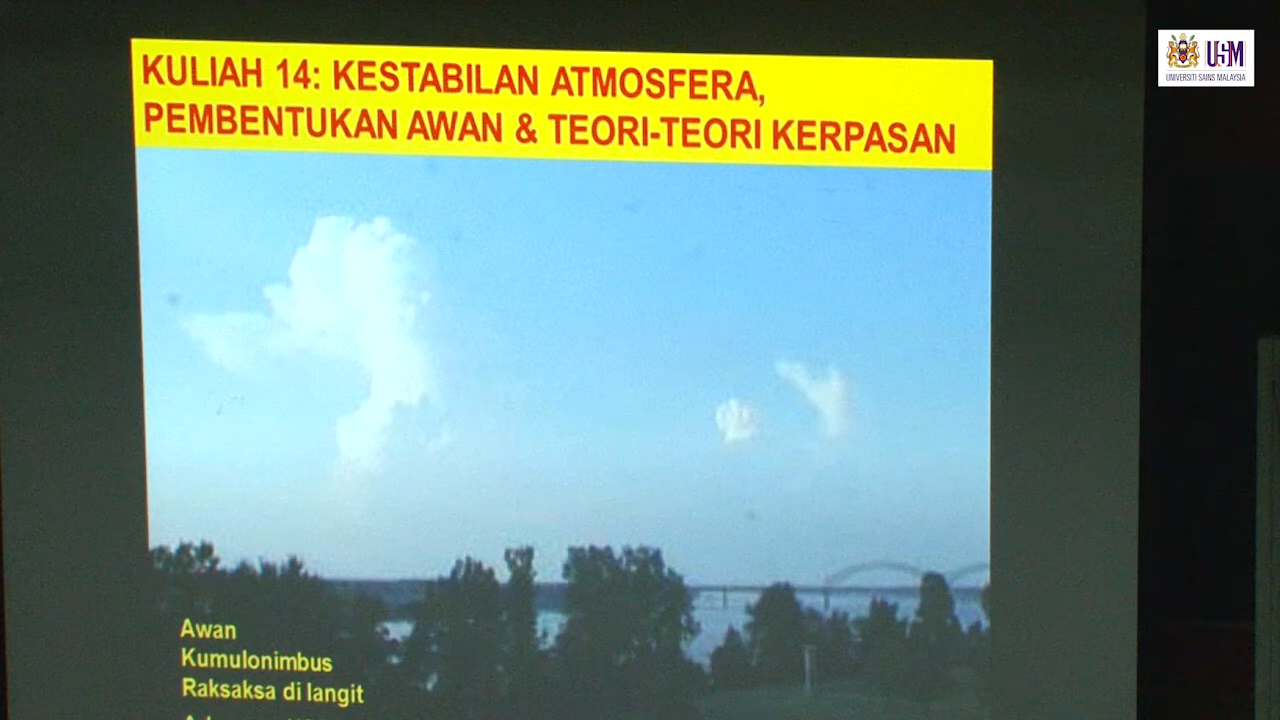 KULIAH 14: KESTABILAN ATMOSFERA,
PEMBENTUKAN AWAN & TEORI-TEORI KERPASAN
USM
UNIVERSITI SAINS MALAYSIA
Awan
Kumulonimbus
Raksaksa di langit